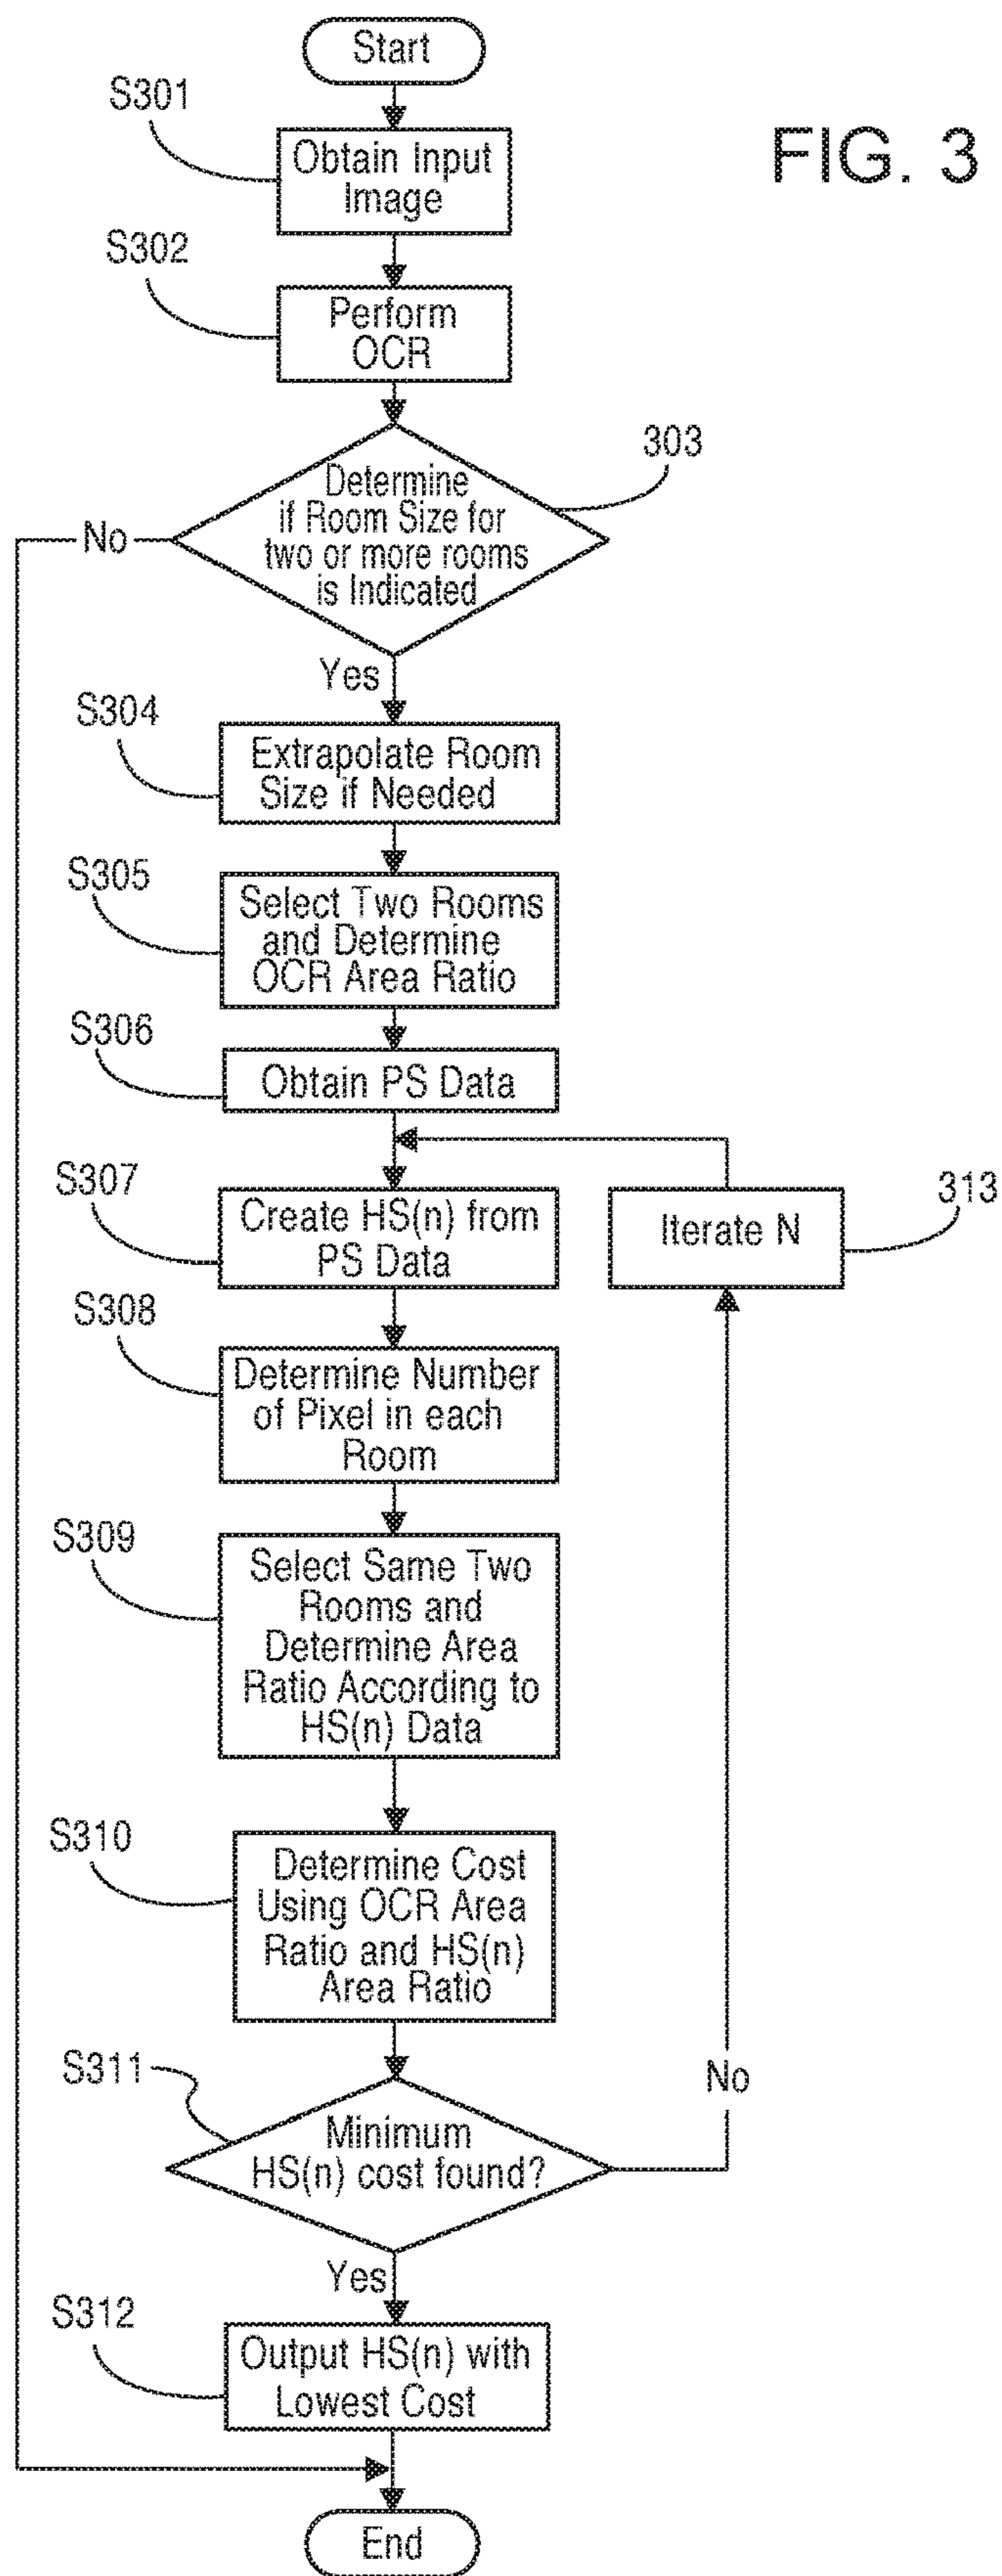 Start
FIG. 3
S301
Obtain Input
Image
S302
Perform
OCR
303
Determine
if Room Size for
two or more rooms
is Indicated
No
Yes
S304
Extrapolate Room
Size if Needed
S305
Select Two Rooms
and Determine
OCR Area Ratio
S306
Obtain PS Data
S307
Create HS(n) from
PS Data
Iterate N
313
S308
Determine Number
of Pixel in each
Room
S309
Select Same Two
Rooms and
Determine Area
Ratio According to
HS(n) Data
S310
Determine Cost
Using OCR Area
Ratio and HS(n)
Area Ratio
S311
Minimum
HS(n) cost found?
No
Yes
S312
Output HS(n) with
Lowest Cost
End